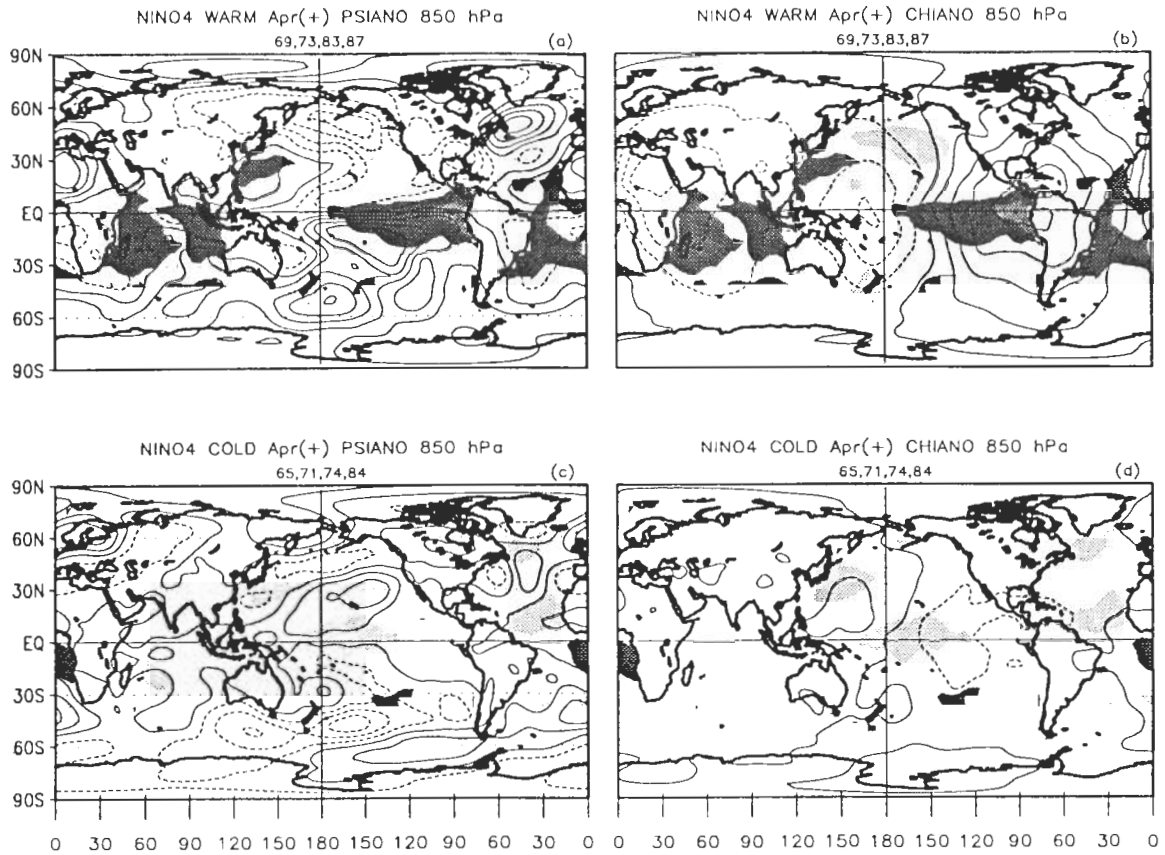 NINO4 WARM Apr(+) PSIANO 850 hPa
69,73,83,87
(a)
90N
60N
30N
EQ
30S
60S
90S
NINO4 WARM Apr(+) CHIANO 850 hPa
69,73,83,87
(b)
NINO4 COLD Apr(+) PSIANO 850 hPa
65,71,74,84
(c)
90N
60N
30N
EQ
30S
60S
90S
0 30 60 90 120 150 180 150 120 90 60 30 0
NINO4 COLD Apr(+) CHIANO 850 hPa
65,71,74,84
(d)
0 30 60 90 120 150 180 150 120 90 60 30 0